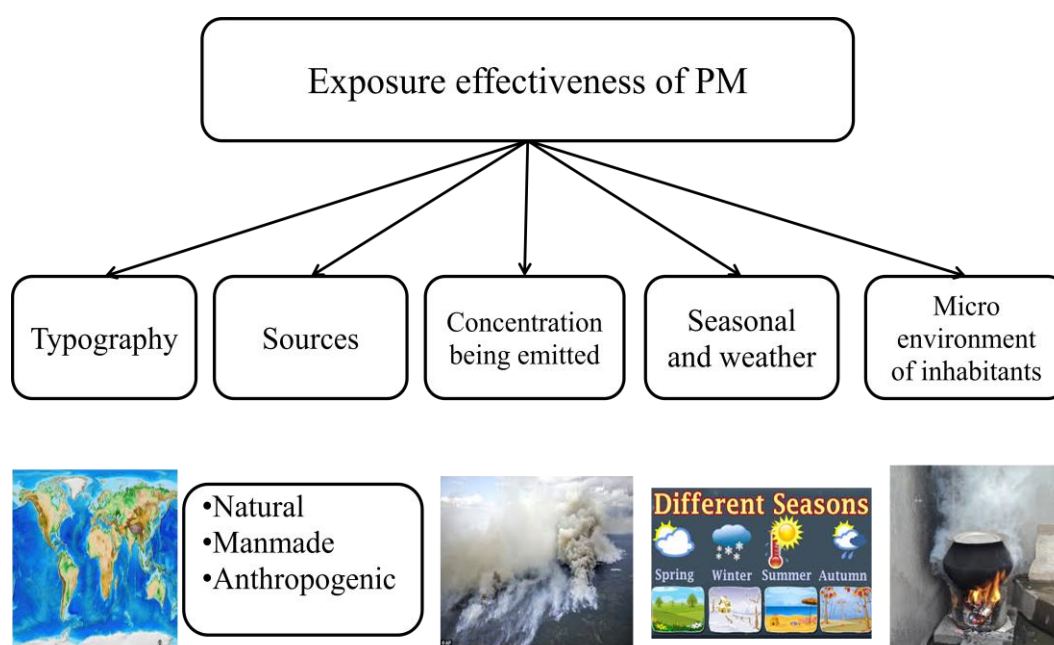 Exposure effectiveness of PM
Typography
Sources
Concentration
being emitted
Seasonal
and weather
Micro
environment
of inhabitants
•Natural
•Manmade
•Anthropogenic
Different Seasons
Spring Winter Summer Autumn